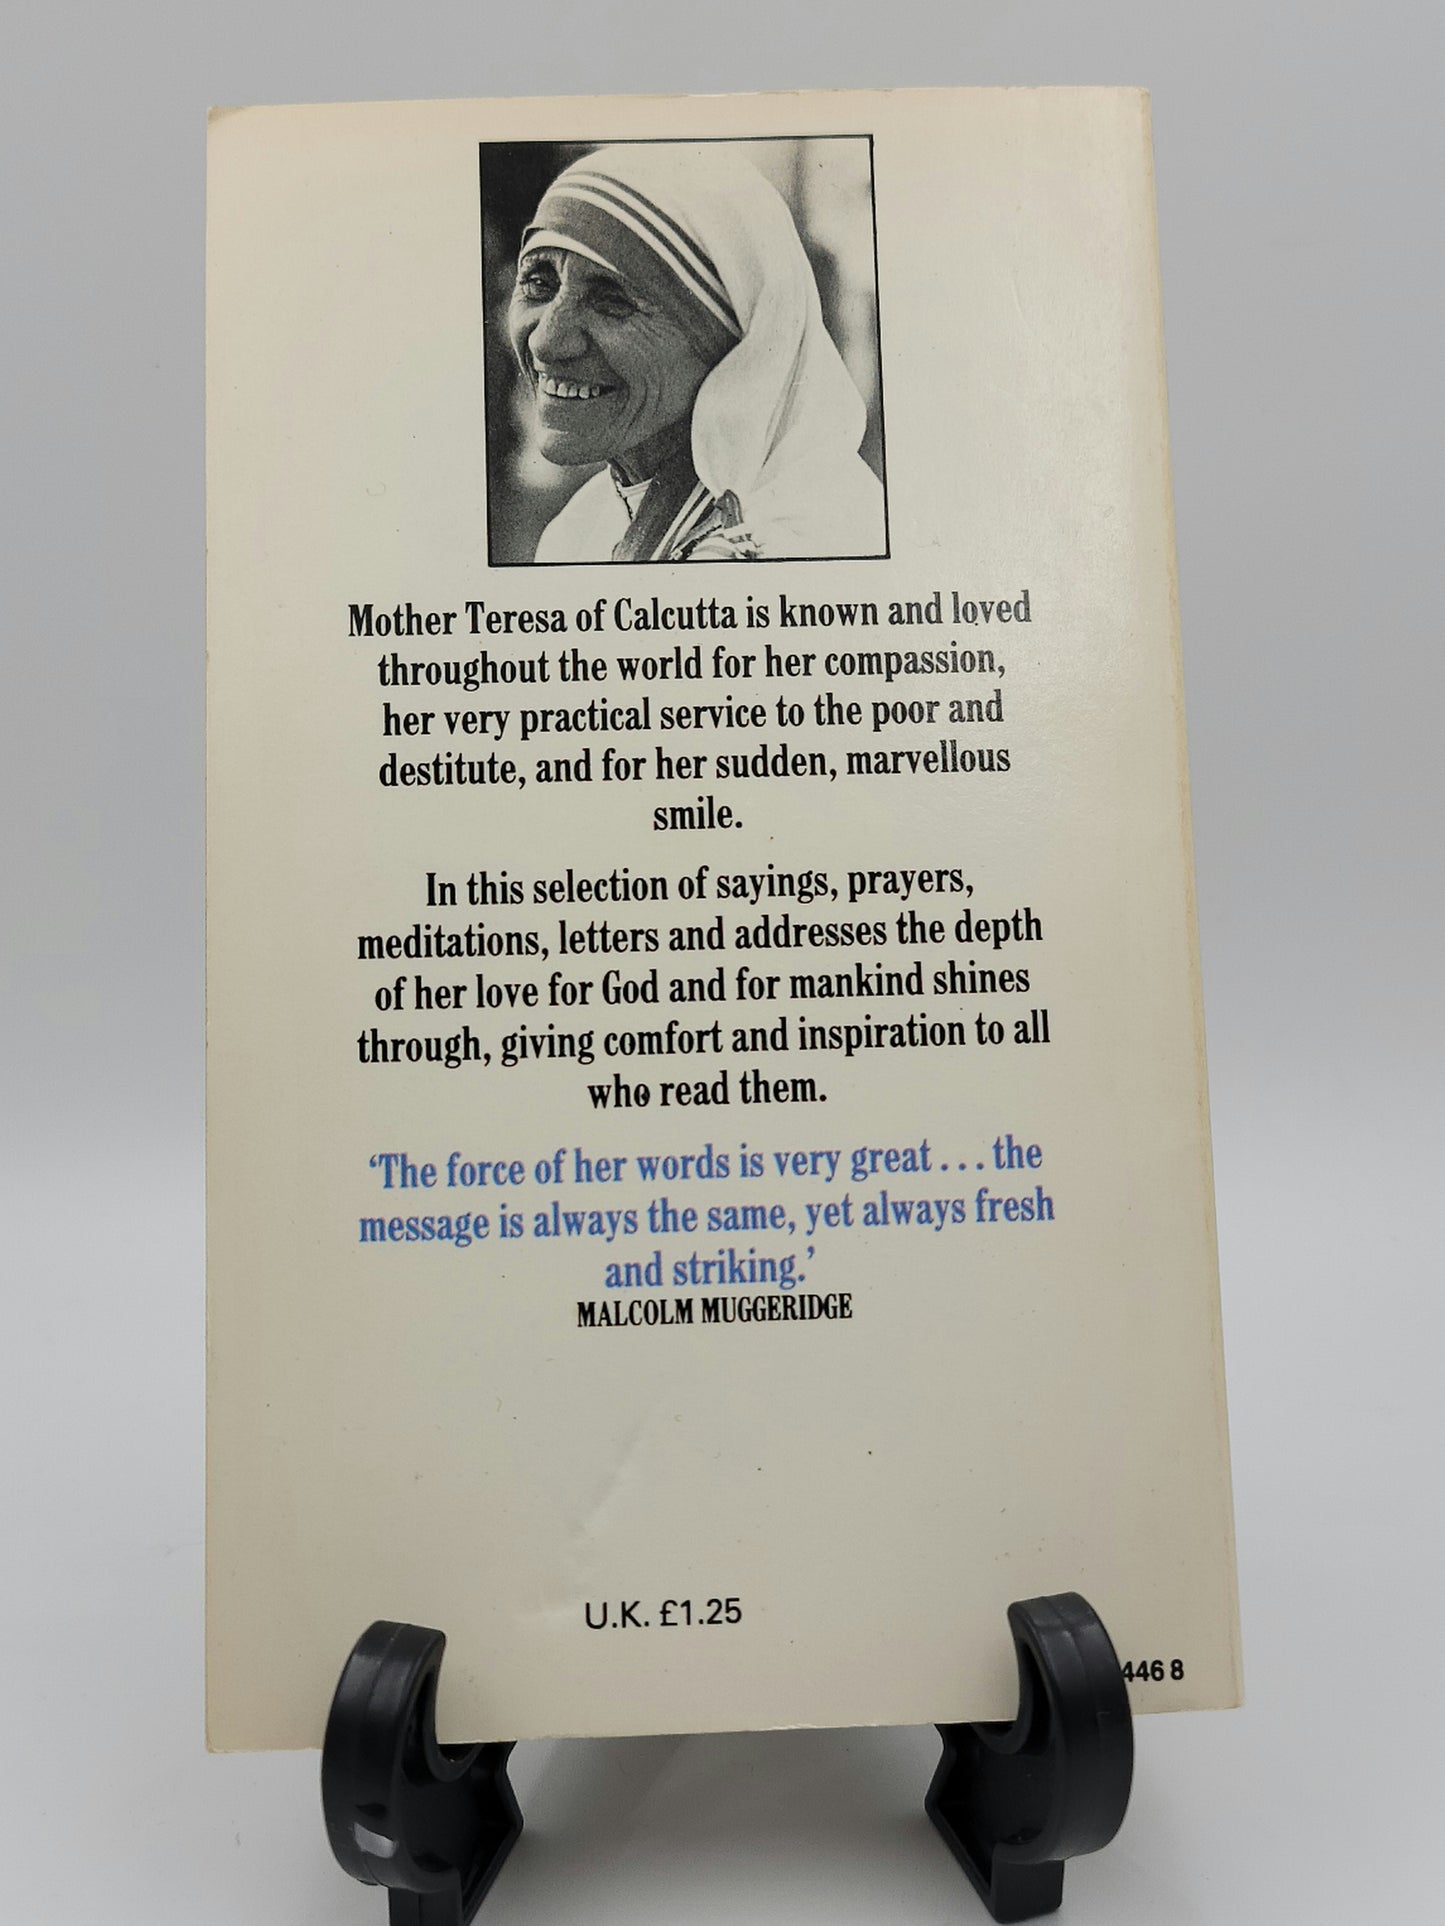 Mother Teresa of Calcutta is known and loved
throughout the world for her compassion,
her very practical service to the poor and
destitute, and for her sudden, marvellous
smile.
In this selection of sayings, prayers,
meditations, letters and addresses the depth
of her love for God and for mankind shines
through, giving comfort and inspiration to all
who read them.
‘The force of her words is very great . . . the
message is always the same, yet always fresh
and striking.’
MALCOLM MUGGERIDGE
U.K. £1.25
446 8